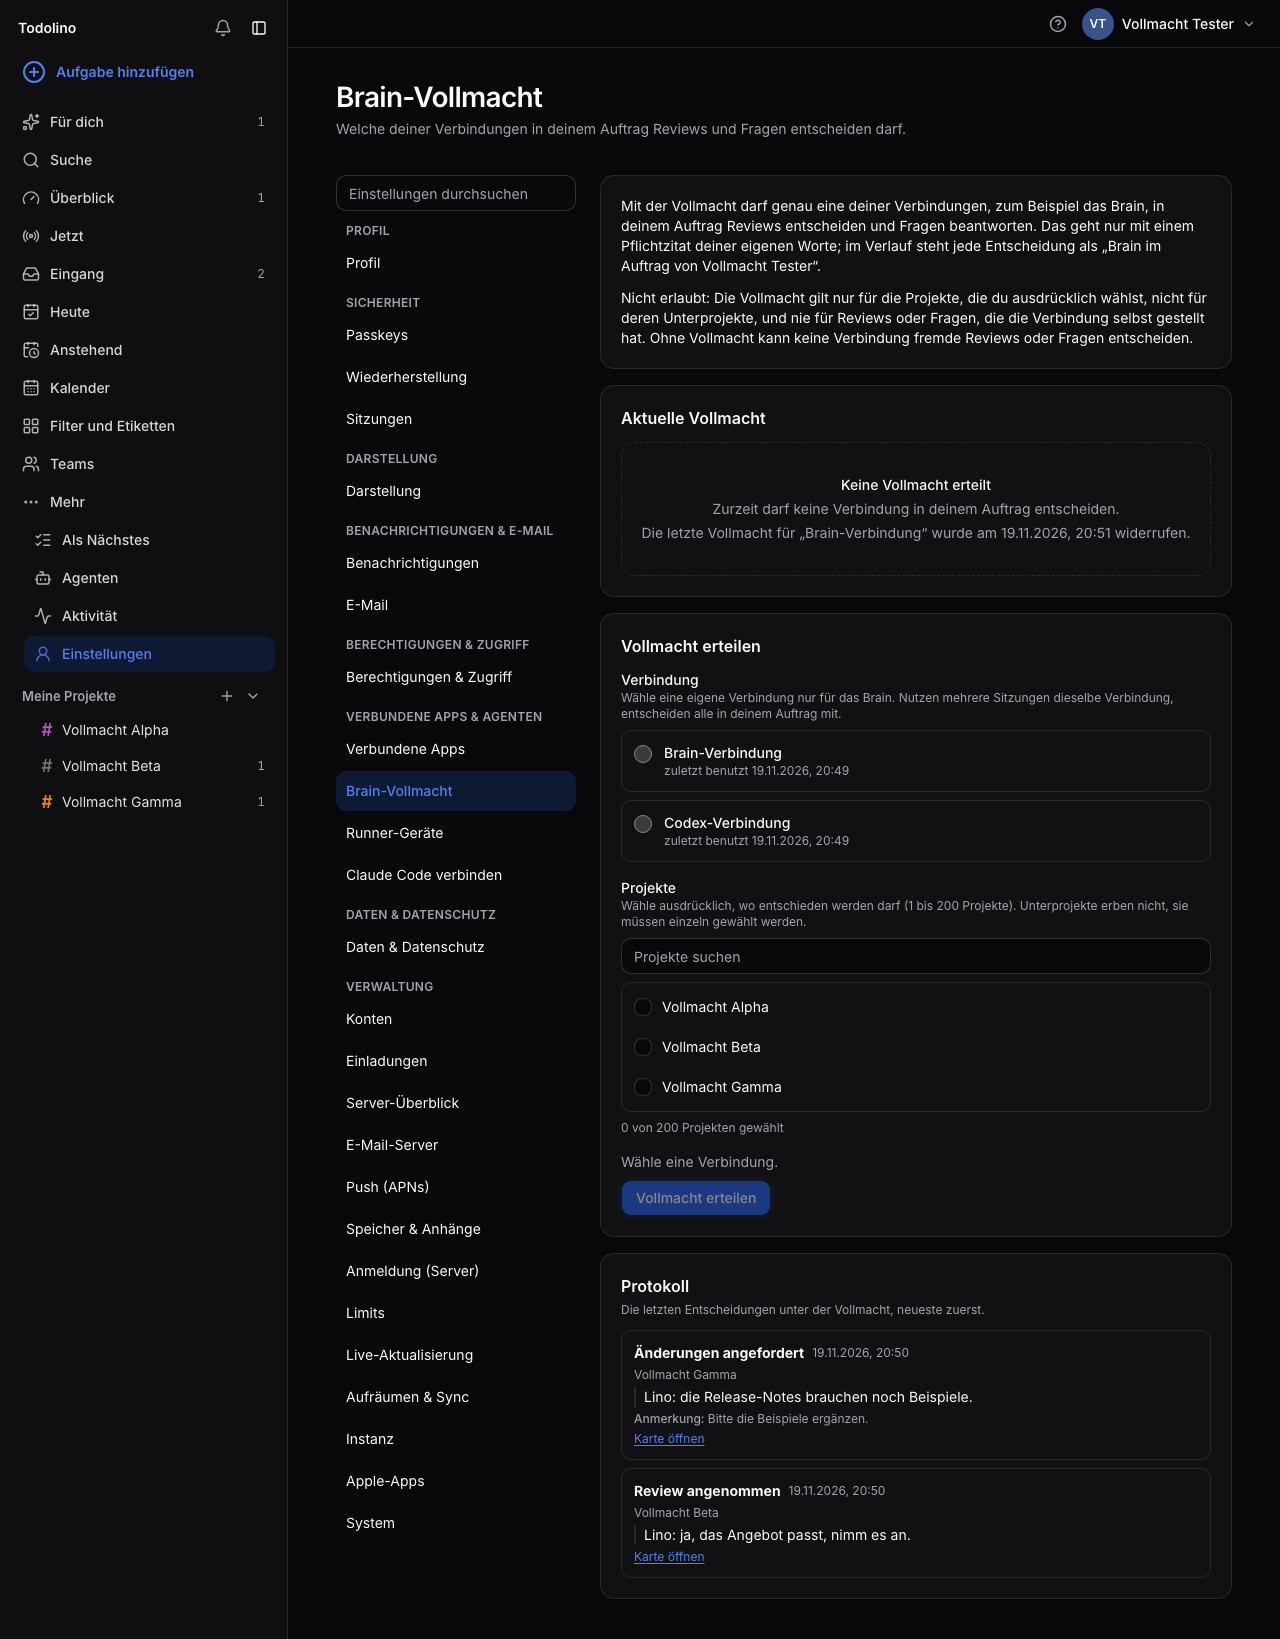 Todolino
Aufgabe hinzufügen
Für dich 1
Suche
Überblick 1
Jetzt
Eingang 2
Heute
Anstehend
Kalender
Filter und Etiketten
Teams
Mehr
Als Nächstes
Agenten
Aktivität
Einstellungen
Meine Projekte
# Vollmacht Alpha
# Vollmacht Beta 1
# Vollmacht Gamma 1
VT Vollmacht Tester
Brain-Vollmacht
Welche deiner Verbindungen in deinem Auftrag Reviews und Fragen entscheiden darf.
Einstellungen durchsuchen
PROFIL
Profil
SICHERHEIT
Passkeys
Wiederherstellung
Sitzungen
DARSTELLUNG
Darstellung
BENACHRICHTIGUNGEN & E-MAIL
Benachrichtigungen
E-Mail
BERECHTIGUNGEN & ZUGRIFF
Berechtigungen & Zugriff
VERBUNDENE APPS & AGENTEN
Verbundene Apps
Brain-Vollmacht
Runner-Geräte
Claude Code verbinden
DATEN & DATENSCHUTZ
Daten & Datenschutz
VERWALTUNG
Konten
Einladungen
Server-Überblick
E-Mail-Server
Push (APNs)
Speicher & Anhänge
Anmeldung (Server)
Limits
Live-Aktualisierung
Aufräumen & Sync
Instanz
Apple-Apps
System
Mit der Vollmacht darf genau eine deiner Verbindungen, zum Beispiel das Brain, in
deinem Auftrag Reviews entscheiden und Fragen beantworten. Das geht nur mit einem
Pflichtzitat deiner eigenen Worte; im Verlauf steht jede Entscheidung als „Brain im
Auftrag von Vollmacht Tester“.
Nicht erlaubt: Die Vollmacht gilt nur für die Projekte, die du ausdrücklich wählst, nicht für
deren Unterprojekte, und nie für Reviews oder Fragen, die die Verbindung selbst gestellt
hat. Ohne Vollmacht kann keine Verbindung fremde Reviews oder Fragen entscheiden.
Aktuelle Vollmacht
Keine Vollmacht erteilt
Zurzeit darf keine Verbindung in deinem Auftrag entscheiden.
Die letzte Vollmacht für „Brain-Verbindung“ wurde am 19.11.2026, 20:51 widerrufen.
Vollmacht erteilen
Verbindung
Wähle eine eigene Verbindung nur für das Brain. Nutzen mehrere Sitzungen dieselbe Verbindung,
entscheiden alle in deinem Auftrag mit.
Brain-Verbindung
zuletzt benutzt 19.11.2026, 20:49
Codex-Verbindung
zuletzt benutzt 19.11.2026, 20:49
Projekte
Wähle ausdrücklich, wo entschieden werden darf (1 bis 200 Projekte). Unterprojekte erben nicht, sie
müssen einzeln gewählt werden.
Projekte suchen
Vollmacht Alpha
Vollmacht Beta
Vollmacht Gamma
0 von 200 Projekten gewählt
Wähle eine Verbindung.
Vollmacht erteilen
Protokoll
Die letzten Entscheidungen unter der Vollmacht, neueste zuerst.
Änderungen angefordert 19.11.2026, 20:50
Vollmacht Gamma
Lino: die Release-Notes brauchen noch Beispiele.
Anmerkung: Bitte die Beispiele ergänzen.
Karte öffnen
Review angenommen 19.11.2026, 20:50
Vollmacht Beta
Lino: ja, das Angebot passt, nimm es an.
Karte öffnen